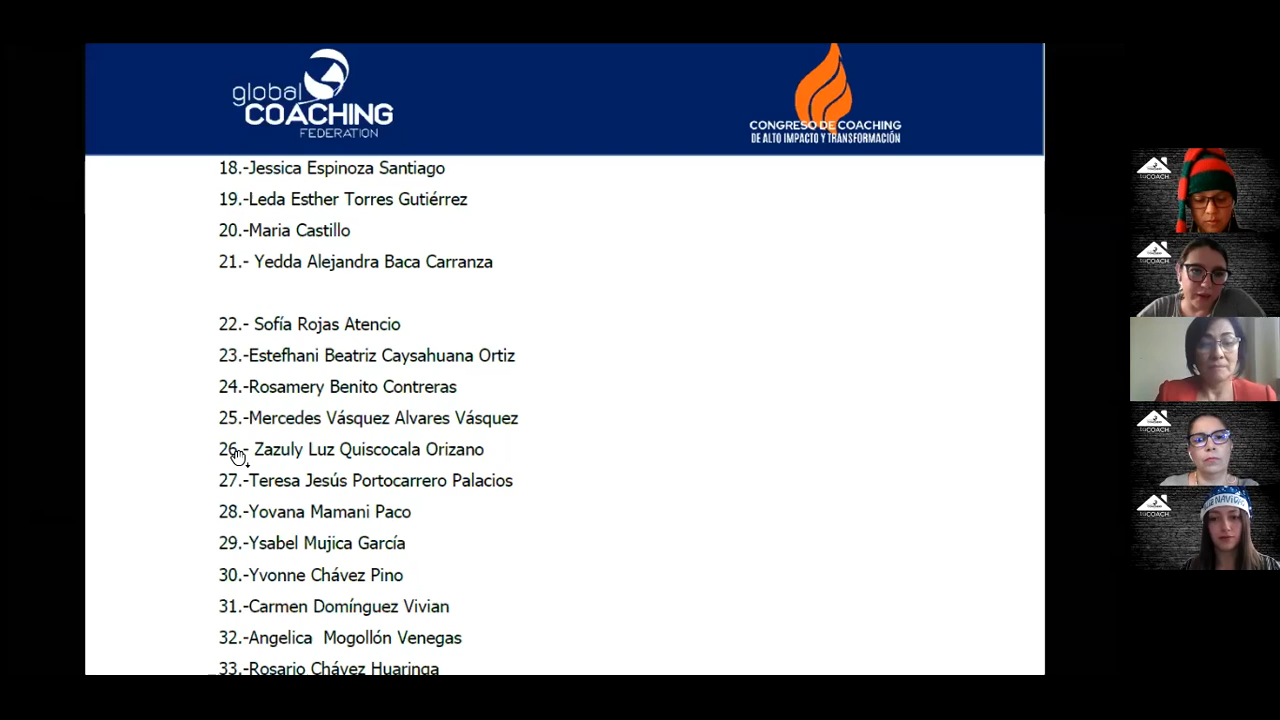 global
COACHING
FEDERATION
CONGRESO DE COACHING
DE ALTO IMPACTO Y TRANSFORMACIÓN
18.-Jessica Espinoza Santiago
19.-Leda Esther Torres Gutiérrez
20.-Maria Castillo
21.- Yedda Alejandra Baca Carranza
22.- Sofía Rojas Atencio
23.-Estefhani Beatriz Caysahuana Ortiz
24.-Rosamery Benito Contreras
25.-Mercedes Vásquez Alvares Vásquez
26.- Zazuly Luz Quiscocala Orizano
27.-Teresa Jesús Portocarrero Palacios
28.-Yovana Mamani Paco
29.-Ysabel Mujica García
30.-Yvonne Chávez Pino
31.-Carmen Domínguez Vivian
32.-Angelica  Mogollón Venegas
33.-Rosario Chávez Huaringa
COACH
COACH
COACH
COACH